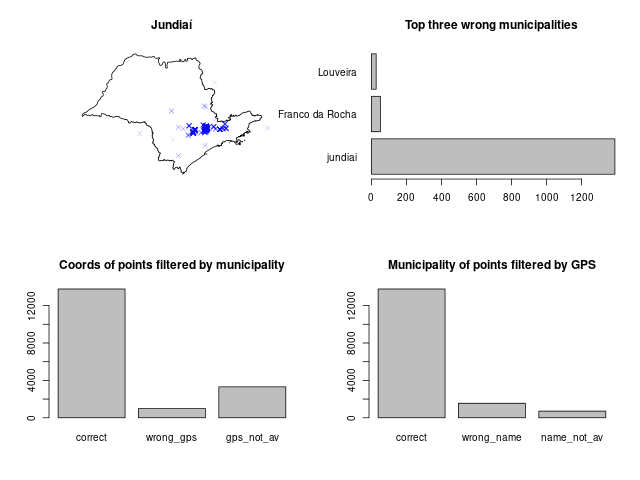 Jundiaí
Top three wrong municipalities
Louveira
Franco da Rocha
jundiai
0 200 400 600 800 1000 1200
Coords of points filtered by municipality
12000
8000
4000
0
correct wrong_gps gps_not_av
Municipality of points filtered by GPS
12000
8000
4000
0
correct wrong_name name_not_av